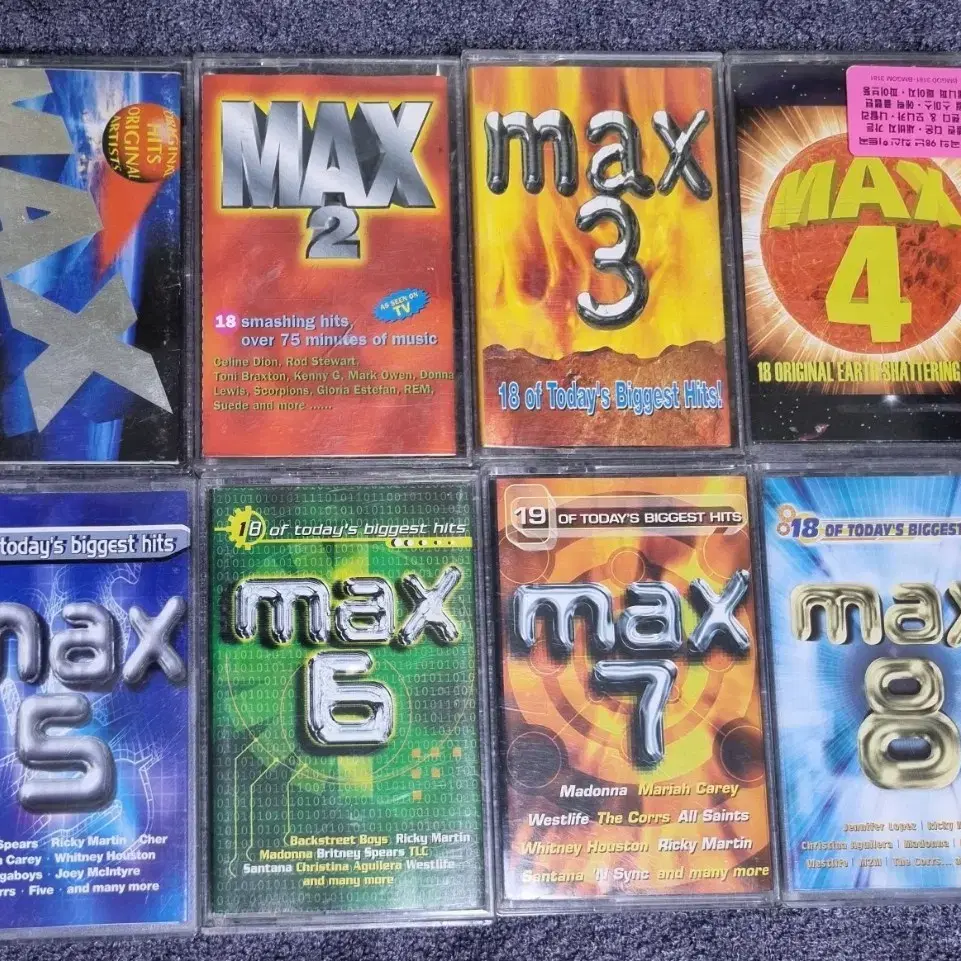 MAX
ORIGINAL
HITS
ORIGINAL
ARTISTS
MAX
2
18 smashing hits,
over 75 minutes of music
AS SEEN ON
TV
Celine Dion, Rod Stewart,
Toni Braxton, Kenny G, Mark Owen, Donna
Lewis, Scorpions, Gloria Estefan, REM,
Suede and more ......
max
3
18 of Today's Biggest Hits!
MAX
4
18 ORIGINAL EARTH SHATTERING
today's biggest hits
max
5
Spears Ricky Martin · Cher
Carey · Whitney Houston
Joey McIntyre
· Five · and many more
18 of today's biggest hits
max
6
Backstreet Boys Ricky Martin
Madonna Britney Spears TLC
Santana Christina Aguilera Westlife
and many more
19 OF TODAY'S BIGGEST HITS
max
7
Madonna Mariah Carey
Westlife The Corrs All Saints
Whitney Houston Ricky Martin
Santana 'N Sync and many more
18 OF TODAY'S BIGGEST
max
8
Jennifer Lopez | Ricky
Christina Aguilera | Madonna |
Westlife | M2M | The Corrs...